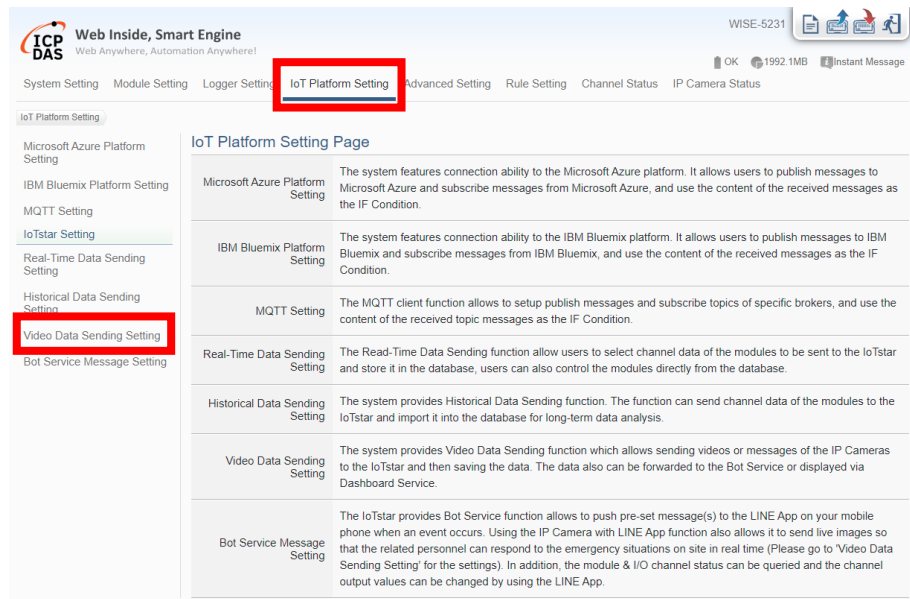 WISE-5231
ICP
DAS
Web Inside, Smart Engine
Web Anywhere, Automation Anywhere!
OK 1992.1MB Instant Message
System Setting Module Setting Logger Setting IoT Platform Setting Advanced Setting Rule Setting Channel Status IP Camera Status
IoT Platform Setting
Microsoft Azure Platform
Setting
IBM Bluemix Platform Setting
MQTT Setting
IoTstar Setting
Real-Time Data Sending
Setting
Historical Data Sending
Setting
Video Data Sending Setting
Bot Service Message Setting
IoT Platform Setting Page
Microsoft Azure Platform
Setting
The system features connection ability to the Microsoft Azure platform. It allows users to publish messages to
Microsoft Azure and subscribe messages from Microsoft Azure, and use the content of the received messages as
the IF Condition.
IBM Bluemix Platform
Setting
The system features connection ability to the IBM Bluemix platform. It allows users to publish messages to IBM
Bluemix and subscribe messages from IBM Bluemix, and use the content of the received messages as the IF
Condition.
MQTT Setting
The MQTT client function allows to setup publish messages and subscribe topics of specific brokers, and use the
content of the received topic messages as the IF Condition.
Real-Time Data Sending
Setting
The Read-Time Data Sending function allow users to select channel data of the modules to be sent to the IoTstar
and store it in the database, users can also control the modules directly from the database.
Historical Data Sending
Setting
The system provides Historical Data Sending function. The function can send channel data of the modules to the
IoTstar and import it into the database for long-term data analysis.
Video Data Sending
Setting
The system provides Video Data Sending function which allows sending videos or messages of the IP Cameras
to the IoTstar and then saving the data. The data also can be forwarded to the Bot Service or displayed via
Dashboard Service.
Bot Service Message
Setting
The IoTstar provides Bot Service function allows to push pre-set message(s) to the LINE App on your mobile
phone when an event occurs. Using the IP Camera with LINE App function also allows it to send live images so
that the related personnel can respond to the emergency situations on site in real time (Please go to 'Video Data
Sending Setting' for the settings). In addition, the module & I/O channel status can be queried and the channel
output values can be changed by using the LINE App.